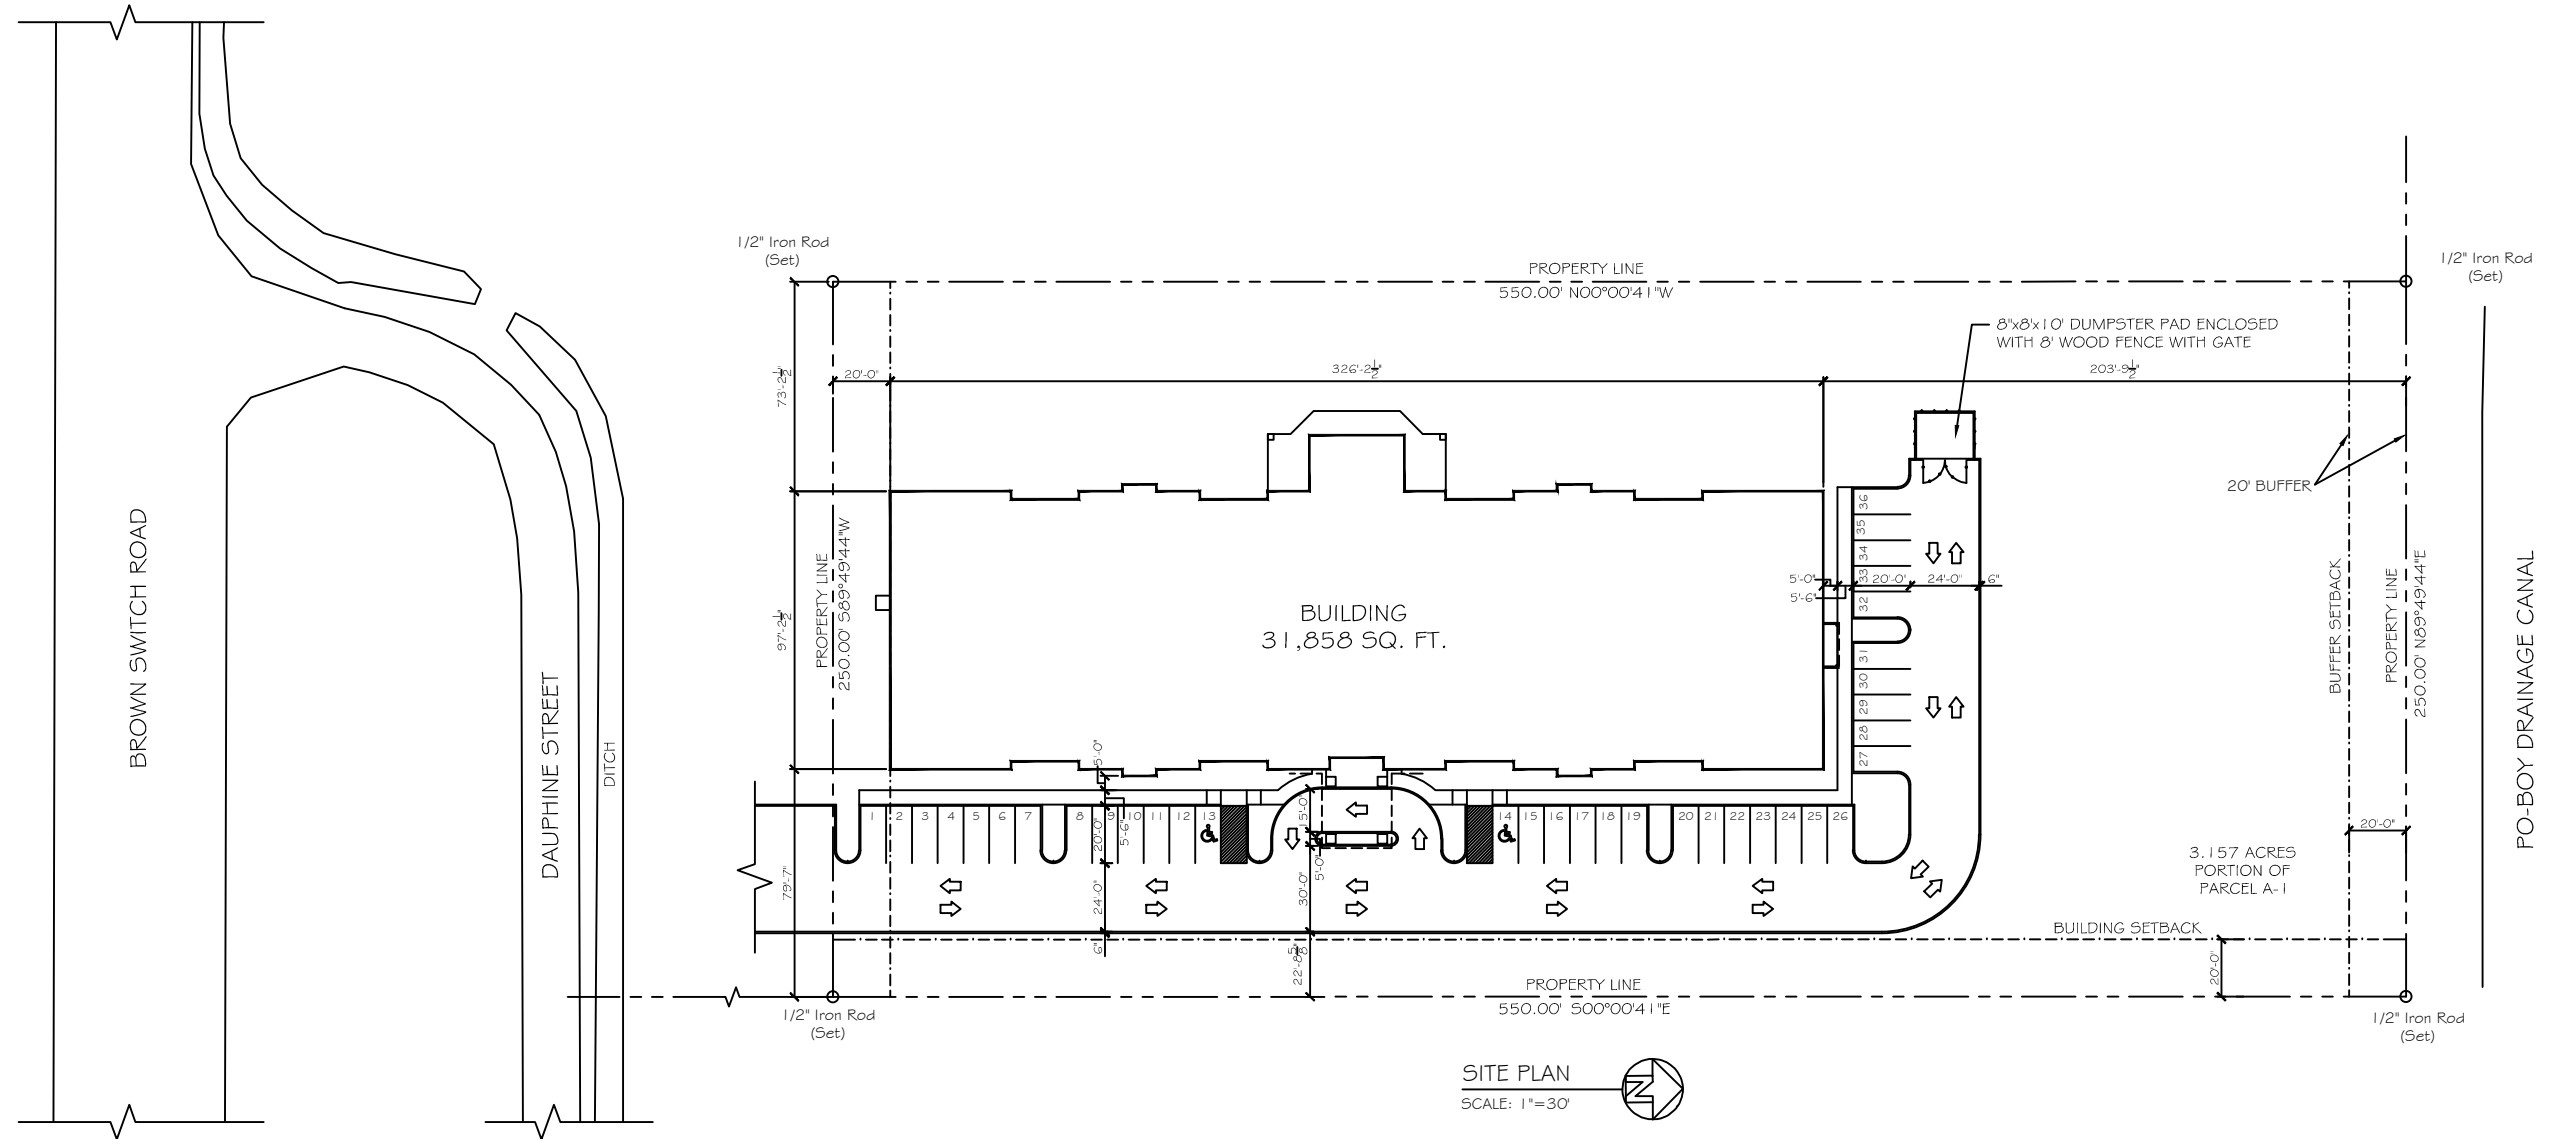 1/2" Iron Rod
(Set)
PROPERTY LINE
550.00' N00°00'41"W
1/2" Iron Rod
(Set)
8"x8'x10' DUMPSTER PAD ENCLOSED
WITH 8' WOOD FENCE WITH GATE
73'-2½"
20'-0"
326'-2½"
203'-9½"
20' BUFFER
BROWN SWITCH ROAD
DAUPHINE STREET
DITCH
97'-2½"
PROPERTY LINE
250.00' S89°49'44"W
BUILDING
31,858 SQ. FT.
36
35
34
33
32
31
30
29
28
27
5'-0"
5'-6"
20'-0"
24'-0"
6"
BUFFER SETBACK
PROPERTY LINE
250.00' N89°49'44"E
PO-BOY DRAINAGE CANAL
79'-7"
1 2 3 4 5 6 7 8 9 10 11 12 13
14 15 16 17 18 19 20 21 22 23 24 25 26
5'-0"
20'-0"
5'-6"
24'-0"
6"
15'-0"
5'-0"
30'-0"
22'-8⅝"
20'-0"
3.157 ACRES
PORTION OF
PARCEL A-1
BUILDING SETBACK
20'-0"
PROPERTY LINE
550.00' S00°00'41"E
1/2" Iron Rod
(Set)
1/2" Iron Rod
(Set)
SITE PLAN
SCALE: 1"=30'
N